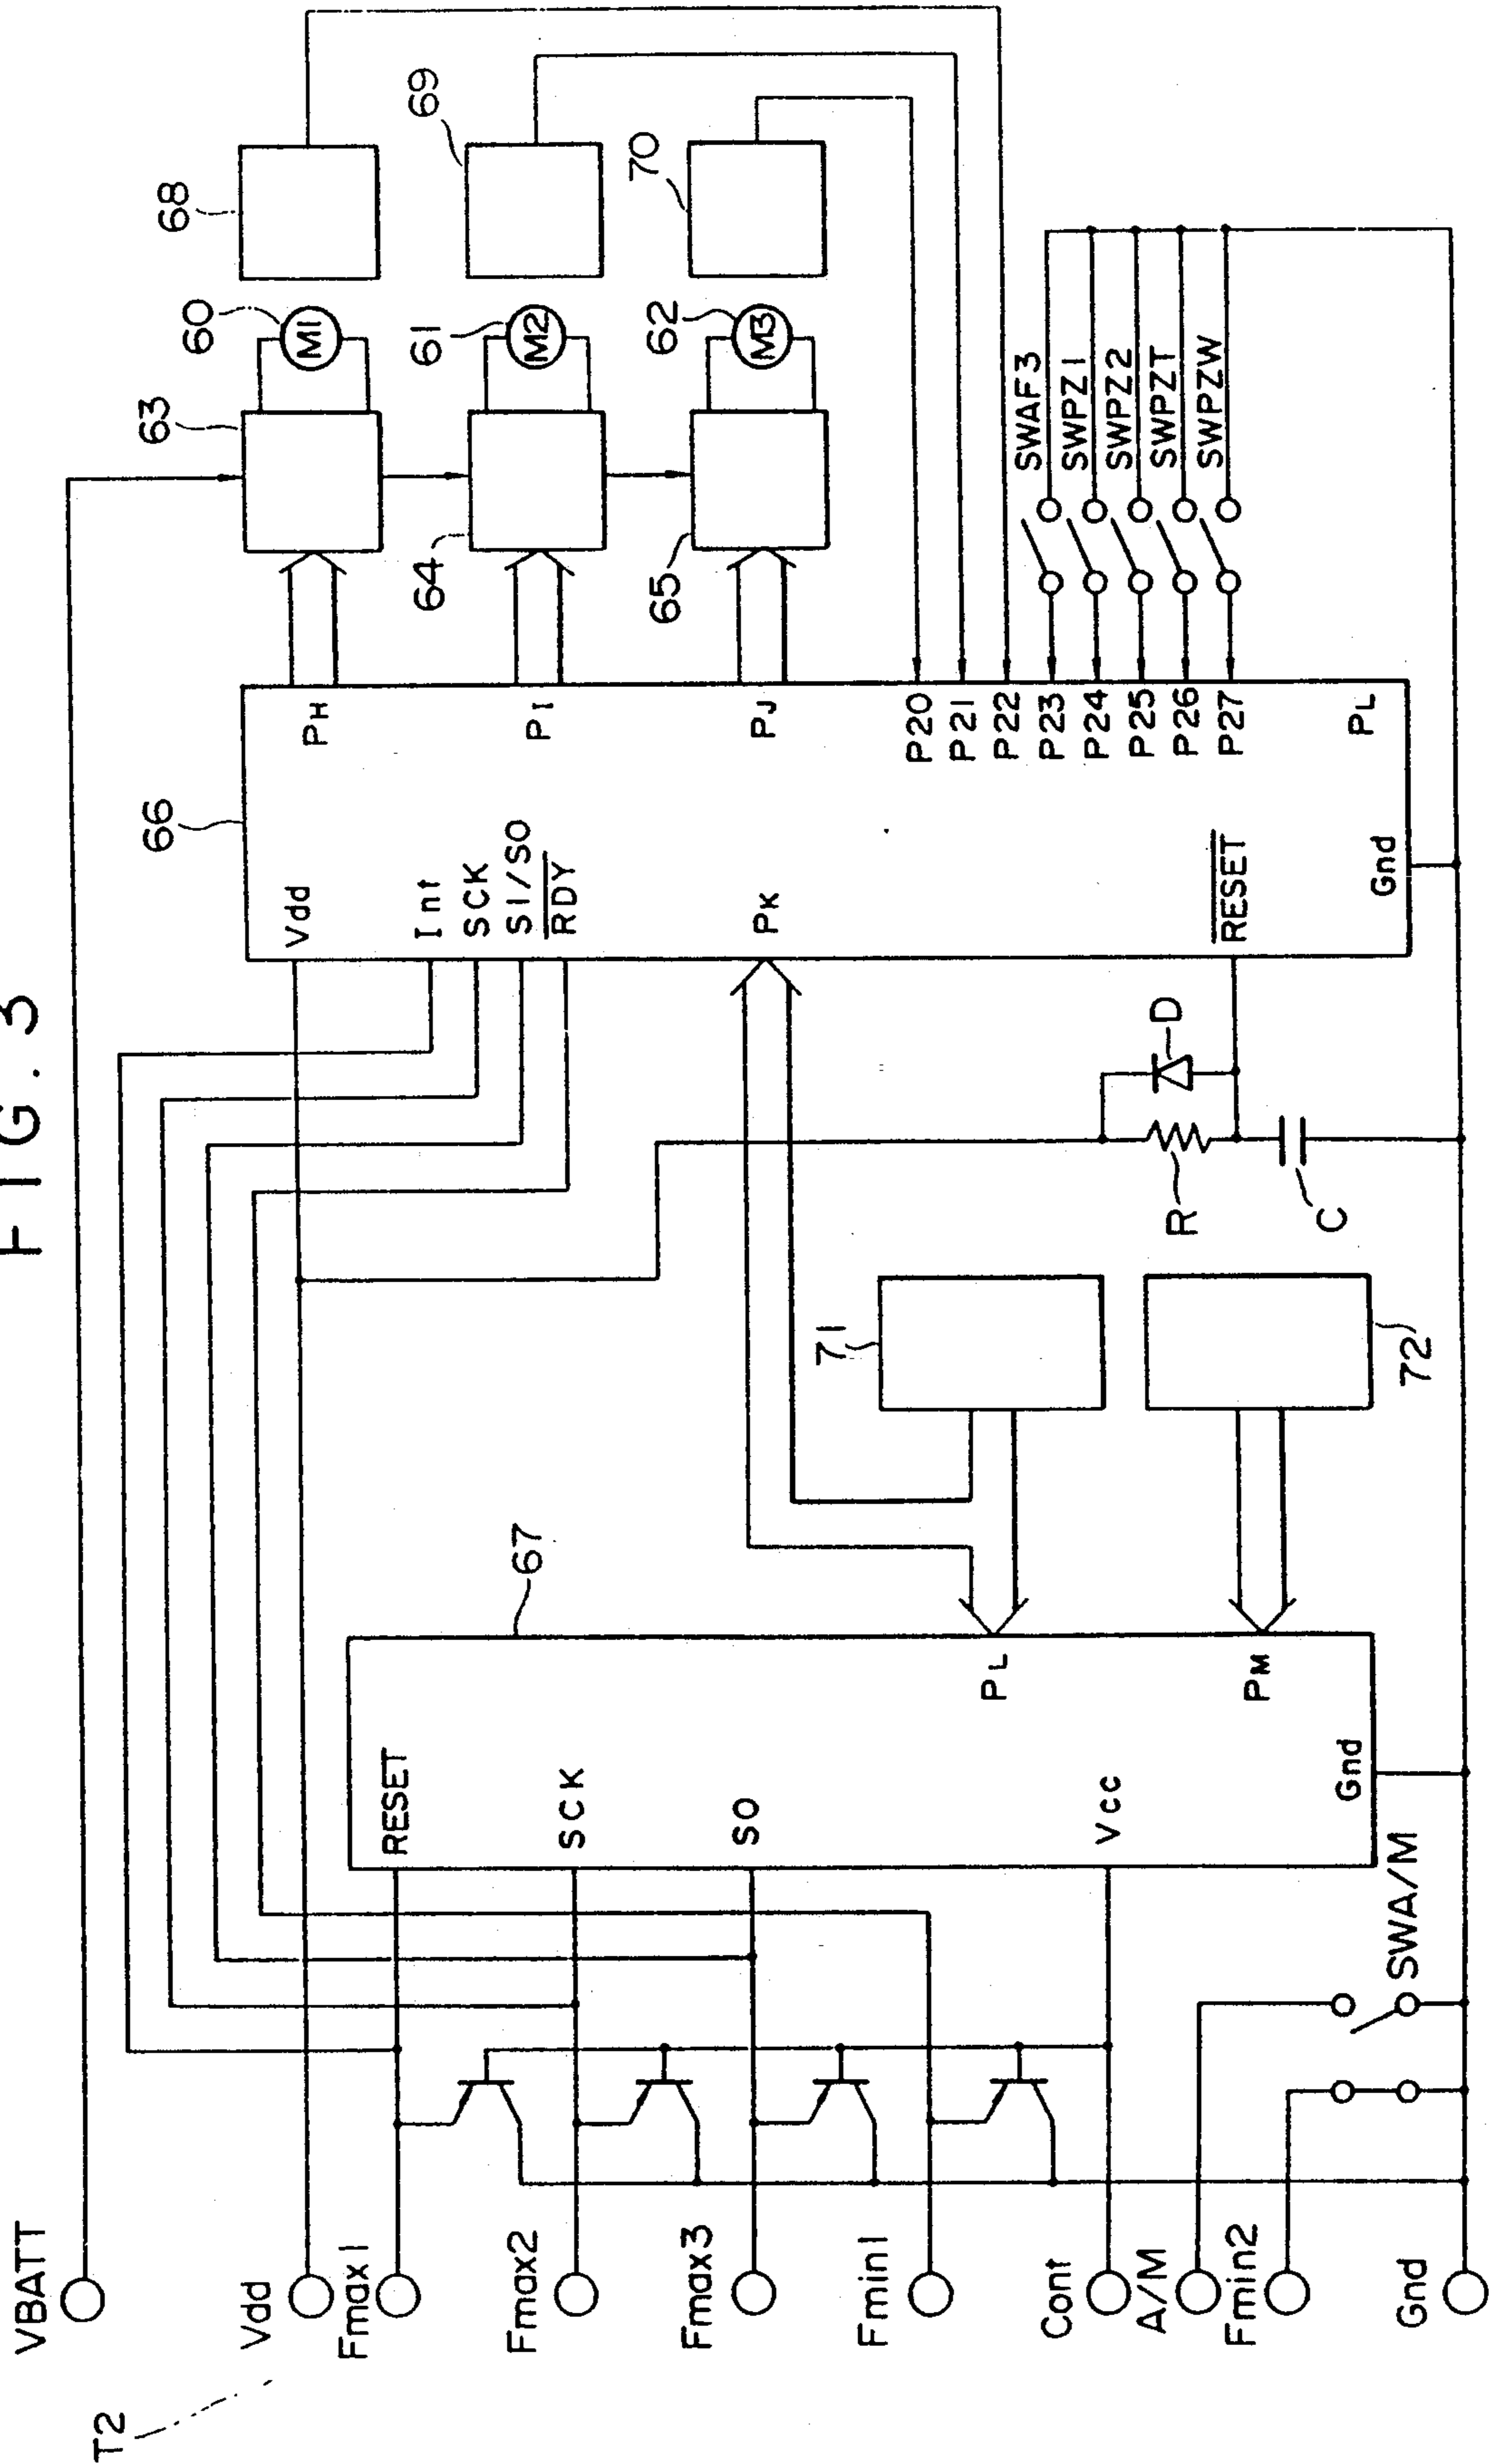 FIG. 3
VBATT
T2
Vdd
Fmax1
Fmax2
Fmax3
Fmin1
Cont
A/M
Fmin2
Gnd
SWA/M
67
RESET
SCK
SO
Vcc
Gnd
PL
PM
71
72
R
D
C
66
Vdd
Int
SCK
SI/SO
RDY
PK
RESET
Gnd
PH
PI
PJ
P20
P21
P22
P23
P24
P25
P26
P27
PL
63
64
65
60
M1
61
M2
62
M3
68
69
70
SWAF3
SWPZ1
SWPZ2
SWPZT
SWPZW